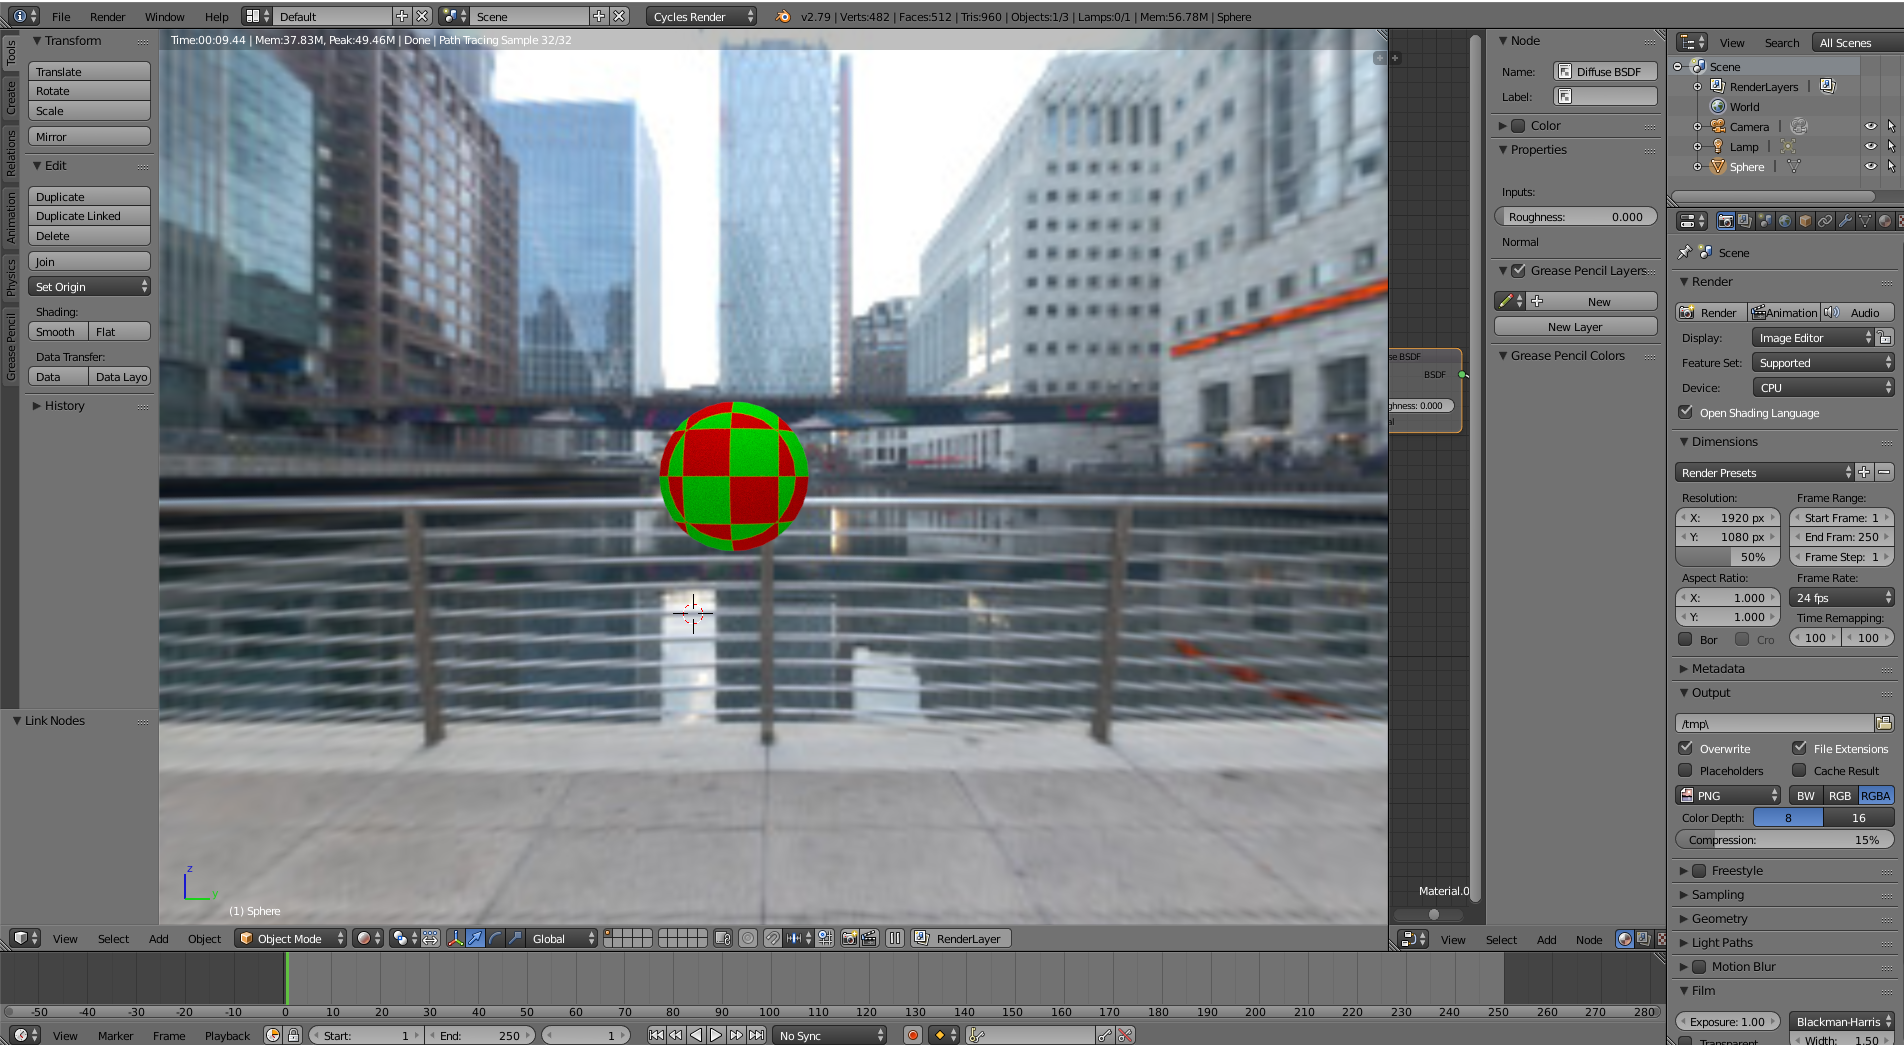 File Render Window Help Default Scene Cycles Render v2.79 | Verts:482 | Faces:512 | Tris:960 | Objects:1/3 | Lamps:0/1 | Mem:56.78M | Sphere
Time:00:09.44 | Mem:37.83M, Peak:49.46M | Done | Path Tracing Sample 32/32
Tools
Create
Relations
Animation
Physics
Grease Pencil
Transform
Translate
Rotate
Scale
Mirror
Edit
Duplicate
Duplicate Linked
Delete
Join
Set Origin
Shading:
Smooth Flat
Data Transfer:
Data Data Layo
History
Link Nodes
z
y
(1) Sphere
View Select Add Object Object Mode Global RenderLayer
se BSDF
BSDF
ghness: 0.000
al
Material.0
View Select Add Node
Node
Name: Diffuse BSDF
Label:
Color
Properties
Inputs:
Roughness: 0.000
Normal
Grease Pencil Layers
New
New Layer
Grease Pencil Colors
View Search All Scenes
Scene
RenderLayers |
World
Camera |
Lamp |
Sphere |
Scene
Render
Render Animation Audio
Display: Image Editor
Feature Set: Supported
Device: CPU
Open Shading Language
Dimensions
Render Presets
Resolution: Frame Range:
X: 1920 px Start Frame: 1
Y: 1080 px End Fram: 250
50% Frame Step: 1
Aspect Ratio: Frame Rate:
X: 1.000 24 fps
Y: 1.000 Time Remapping:
Bor Cro 100 100
Metadata
Output
/tmp\
Overwrite File Extensions
Placeholders Cache Result
PNG BW RGB RGBA
Color Depth: 8 16
Compression: 15%
Freestyle
Sampling
Geometry
Light Paths
Motion Blur
Film
Exposure: 1.00 Blackman-Harris
Transparent Width: 1.50
-50 -40 -30 -20 -10 0 10 20 30 40 50 60 70 80 90 100 110 120 130 140 150 160 170 180 190 200 210 220 230 240 250 260 270 280
View Marker Frame Playback Start: 1 End: 250 1 No Sync